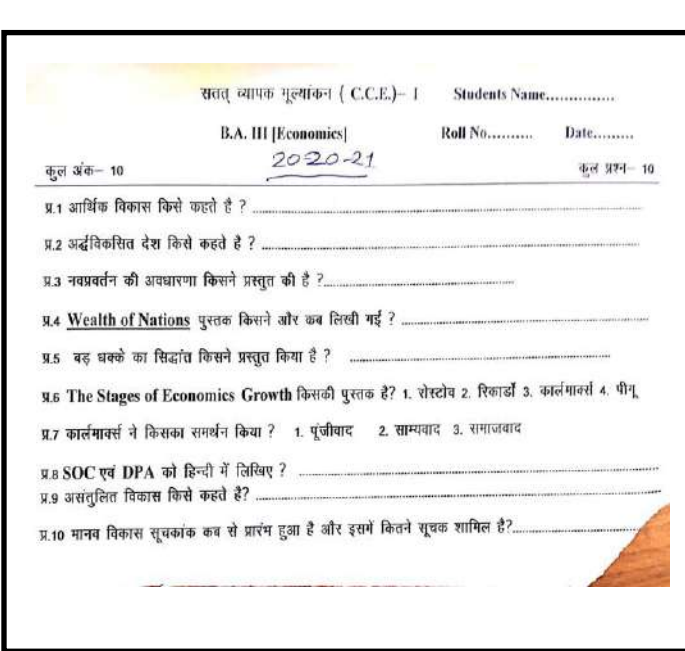 सतत् व्यापक मूल्यांकन ( C.C.E.)– I Students Name...............
B.A. III [Economics] Roll No.......... Date.........
2020-21
कुल अंक– 10 कुल प्रश्न– 10
प्र.1 आर्थिक विकास किसे कहते है ? ........................................
प्र.2 अर्द्धविकसित देश किसे कहते है ? ........................................
प्र.3 नवप्रवर्तन की अवधारणा किसने प्रस्तुत की है ?........................................
प्र.4 Wealth of Nations पुस्तक किसने और कब लिखी गई ? ........................................
प्र.5 बड़ धक्के का सिद्धांत किसने प्रस्तुत किया है ? ........................................
प्र.6 The Stages of Economics Growth किसकी पुस्तक है? 1. रोस्टोव 2. रिकार्डो 3. कार्लमार्क्स 4. पीगू
प्र.7 कार्लमार्क्स ने किसका समर्थन किया ? 1. पूंजीवाद 2. साम्यवाद 3. समाजवाद
प्र.8 SOC एवं DPA को हिन्दी में लिखिए ? ........................................
प्र.9 असंतुलित विकास किसे कहते है? ........................................
प्र.10 मानव विकास सूचकांक कब से प्रारंभ हुआ है और इसमें कितने सूचक शामिल है?........................................